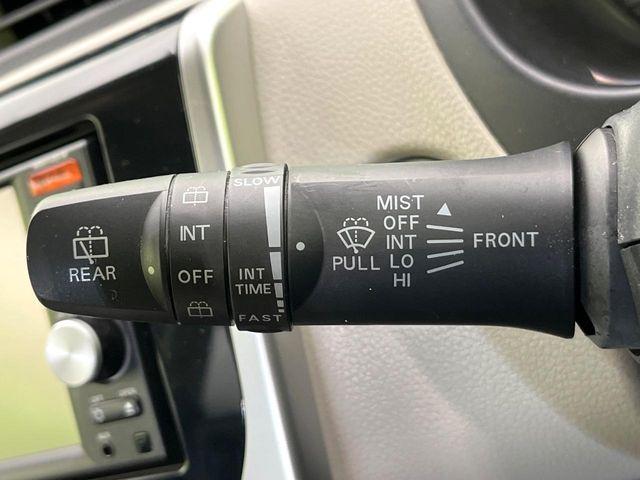 REAR
INT
OFF
SLOW
INT
TIME
FAST
PULL
MIST
OFF
INT
LO
HI
FRONT